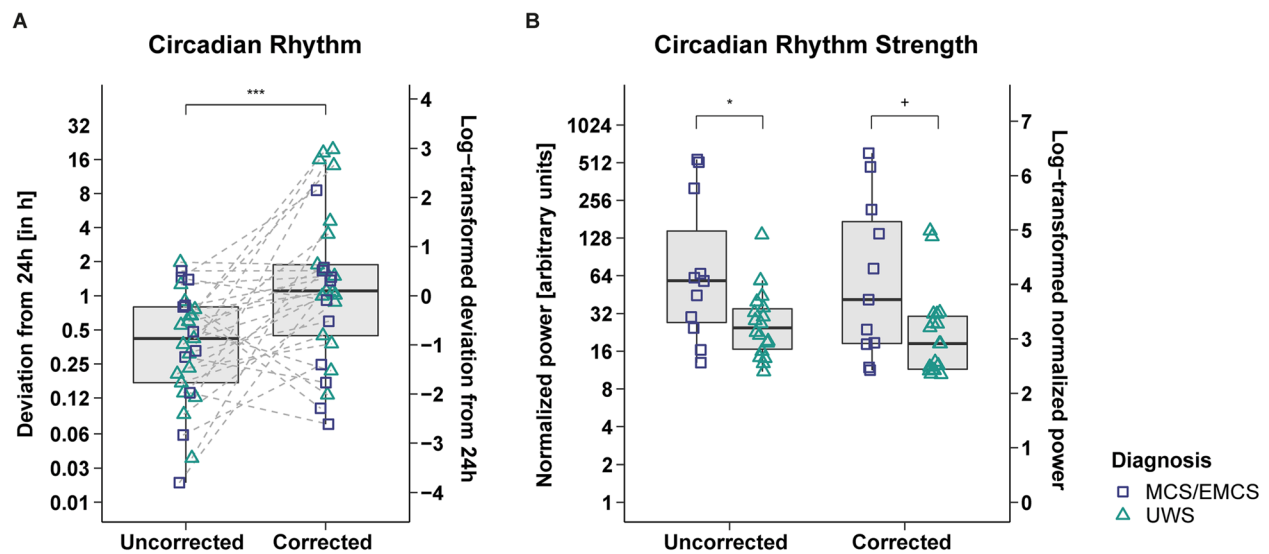 A
Circadian Rhythm
Deviation from 24h [in h]
32
16
8
4
2
1
0.5
0.25
0.12
0.06
0.03
0.01
***
4
3
2
1
0
−1
−2
−3
−4
Log−transformed deviation from 24h
Uncorrected
Corrected
B
Circadian Rhythm Strength
Normalized power [arbitrary units]
1024
512
256
128
64
32
16
8
4
2
1
*
+
7
6
5
4
3
2
1
0
Log−transformed normalized power
Uncorrected
Corrected
Diagnosis
MCS/EMCS
UWS